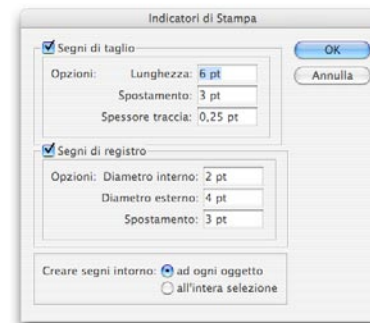 Indicatori di Stampa
Segni di taglio
Opzioni: Lunghezza: 6 pt
Spostamento: 3 pt
Spessore traccia: 0,25 pt
OK
Annulla
Segni di registro
Opzioni: Diametro interno: 2 pt
Diametro esterno: 4 pt
Spostamento: 3 pt
Creare segni intorno: ad ogni oggetto
all'intera selezione